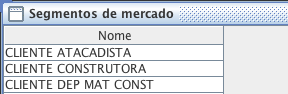 Segmentos de mercado
Nome
CLIENTE ATACADISTA
CLIENTE CONSTRUTORA
CLIENTE DEP MAT CONST